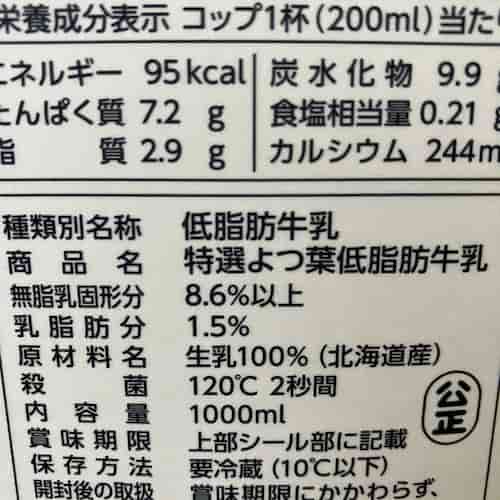 栄養成分表示 コップ1杯(200ml)当たり
エネルギー 95kcal 炭水化物 9.9g
たんぱく質 7.2 g 食塩相当量 0.21g
脂質 2.9 g カルシウム 244m
種類別名称 低脂肪牛乳
商品名 特選よつ葉低脂肪牛乳
無脂乳固形分 8.6%以上
乳脂肪分 1.5%
原材料名 生乳100%(北海道産)
殺菌 120℃ 2秒間
内容量 1000ml
公正
賞味期限 上部シール部に記載
保存方法 要冷蔵(10℃以下)
開封後の取扱 賞味期限にかかわらず、